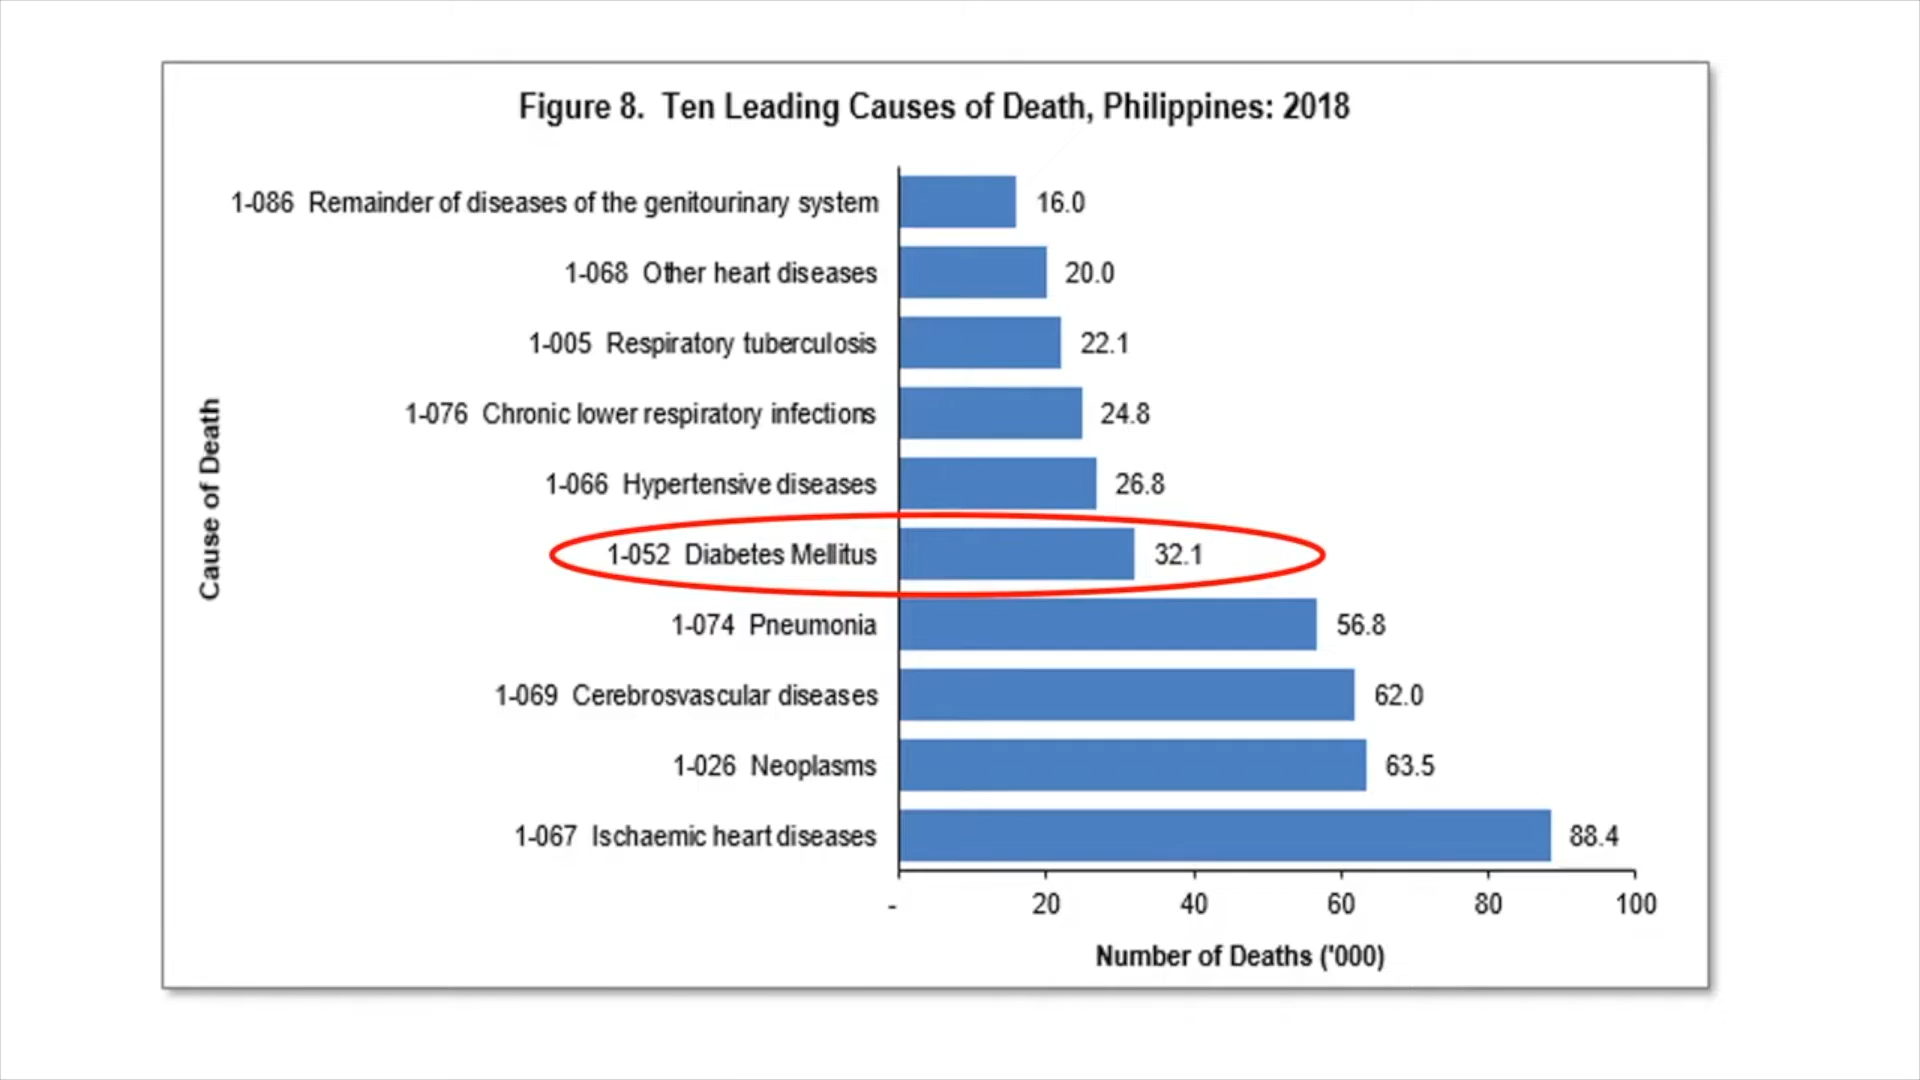 Figure 8. Ten Leading Causes of Death, Philippines: 2018
Cause of Death
1-086 Remainder of diseases of the genitourinary system 16.0
1-068 Other heart diseases 20.0
1-005 Respiratory tuberculosis 22.1
1-076 Chronic lower respiratory infections 24.8
1-066 Hypertensive diseases 26.8
1-052 Diabetes Mellitus 32.1
1-074 Pneumonia 56.8
1-069 Cerebrosvascular diseases 62.0
1-026 Neoplasms 63.5
1-067 Ischaemic heart diseases 88.4
- 20 40 60 80 100
Number of Deaths ('000)